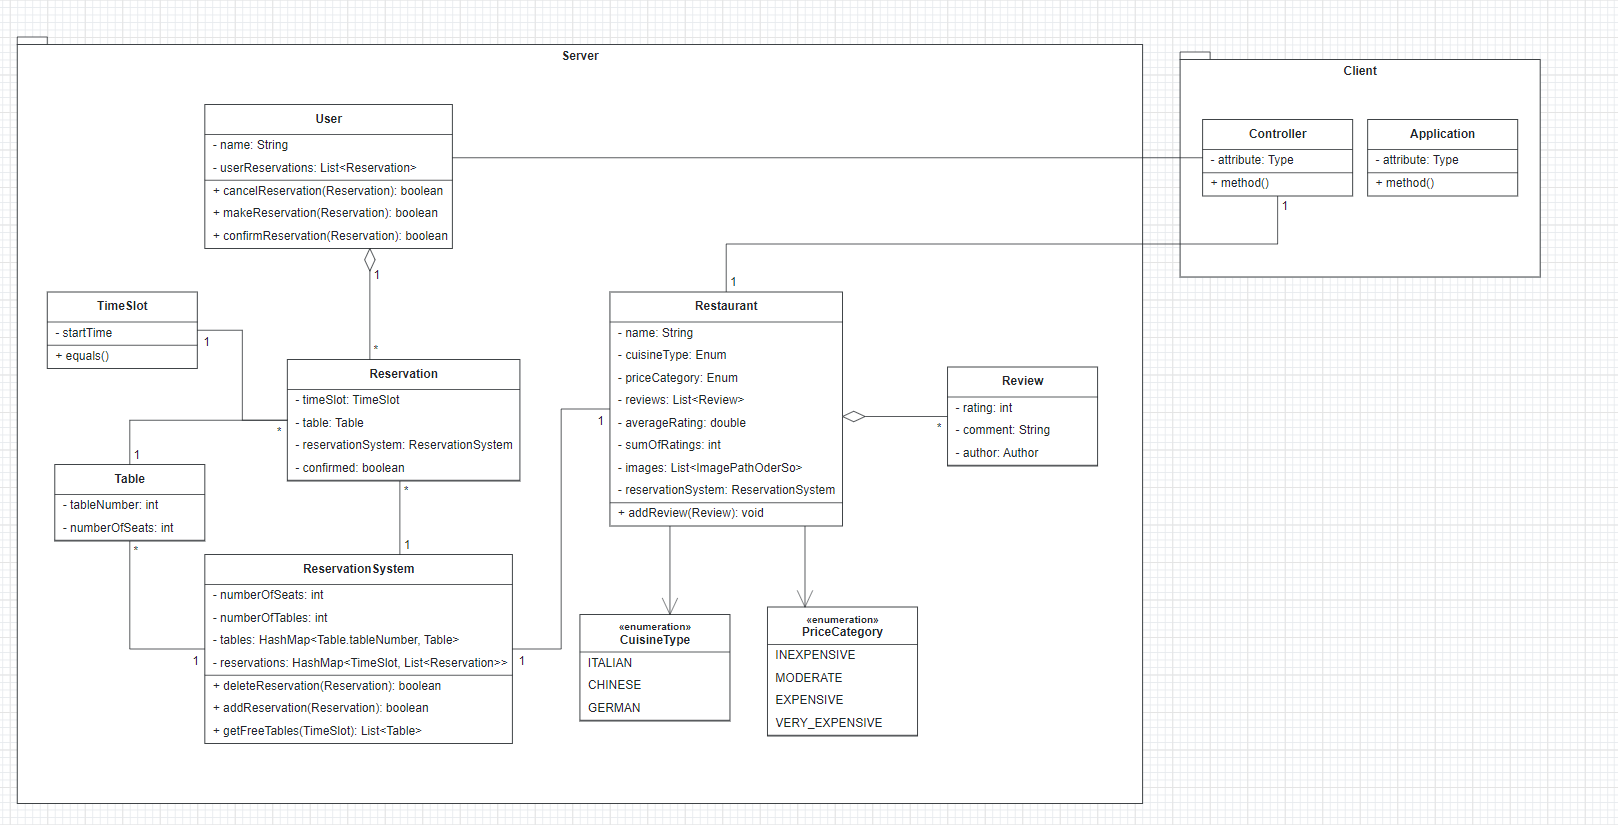 Server
User
- name: String
- userReservations: List<Reservation>
+ cancelReservation(Reservation): boolean
+ makeReservation(Reservation): boolean
+ confirmReservation(Reservation): boolean
1
*
TimeSlot
- startTime
+ equals()
1
Reservation
- timeSlot: TimeSlot
- table: Table
- reservationSystem: ReservationSystem
- confirmed: boolean
*
*
1
1
Table
- tableNumber: int
- numberOfSeats: int
*
1
ReservationSystem
- numberOfSeats: int
- numberOfTables: int
- tables: HashMap<Table.tableNumber, Table>
- reservations: HashMap<TimeSlot, List<Reservation>>
+ deleteReservation(Reservation): boolean
+ addReservation(Reservation): boolean
+ getFreeTables(TimeSlot): List<Table>
1
1
1
Restaurant
- name: String
- cuisineType: Enum
- priceCategory: Enum
- reviews: List<Review>
- averageRating: double
- sumOfRatings: int
- images: List<ImagePathOderSo>
- reservationSystem: ReservationSystem
+ addReview(Review): void
*
Review
- rating: int
- comment: String
- author: Author
«enumeration»
CuisineType
ITALIAN
CHINESE
GERMAN
«enumeration»
PriceCategory
INEXPENSIVE
MODERATE
EXPENSIVE
VERY_EXPENSIVE
Client
Controller
- attribute: Type
+ method()
1
Application
- attribute: Type
+ method()